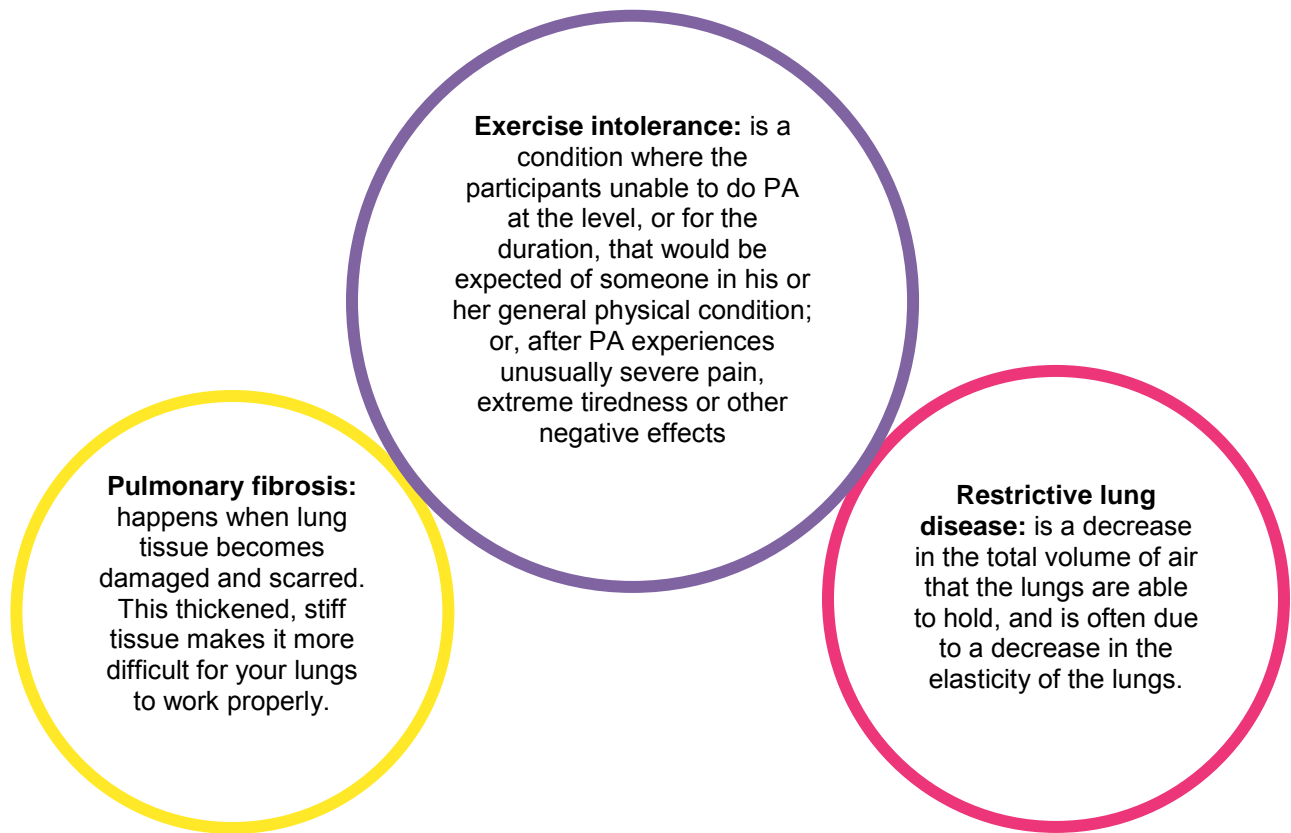 Exercise intolerance: is a
condition where the
participants unable to do PA
at the level, or for the
duration, that would be
expected of someone in his or
her general physical condition;
or, after PA experiences
unusually severe pain,
extreme tiredness or other
negative effects
Pulmonary fibrosis:
happens when lung
tissue becomes
damaged and scarred.
This thickened, stiff
tissue makes it more
difficult for your lungs
to work properly.
Restrictive lung
disease: is a decrease
in the total volume of air
that the lungs are able
to hold, and is often due
to a decrease in the
elasticity of the lungs.